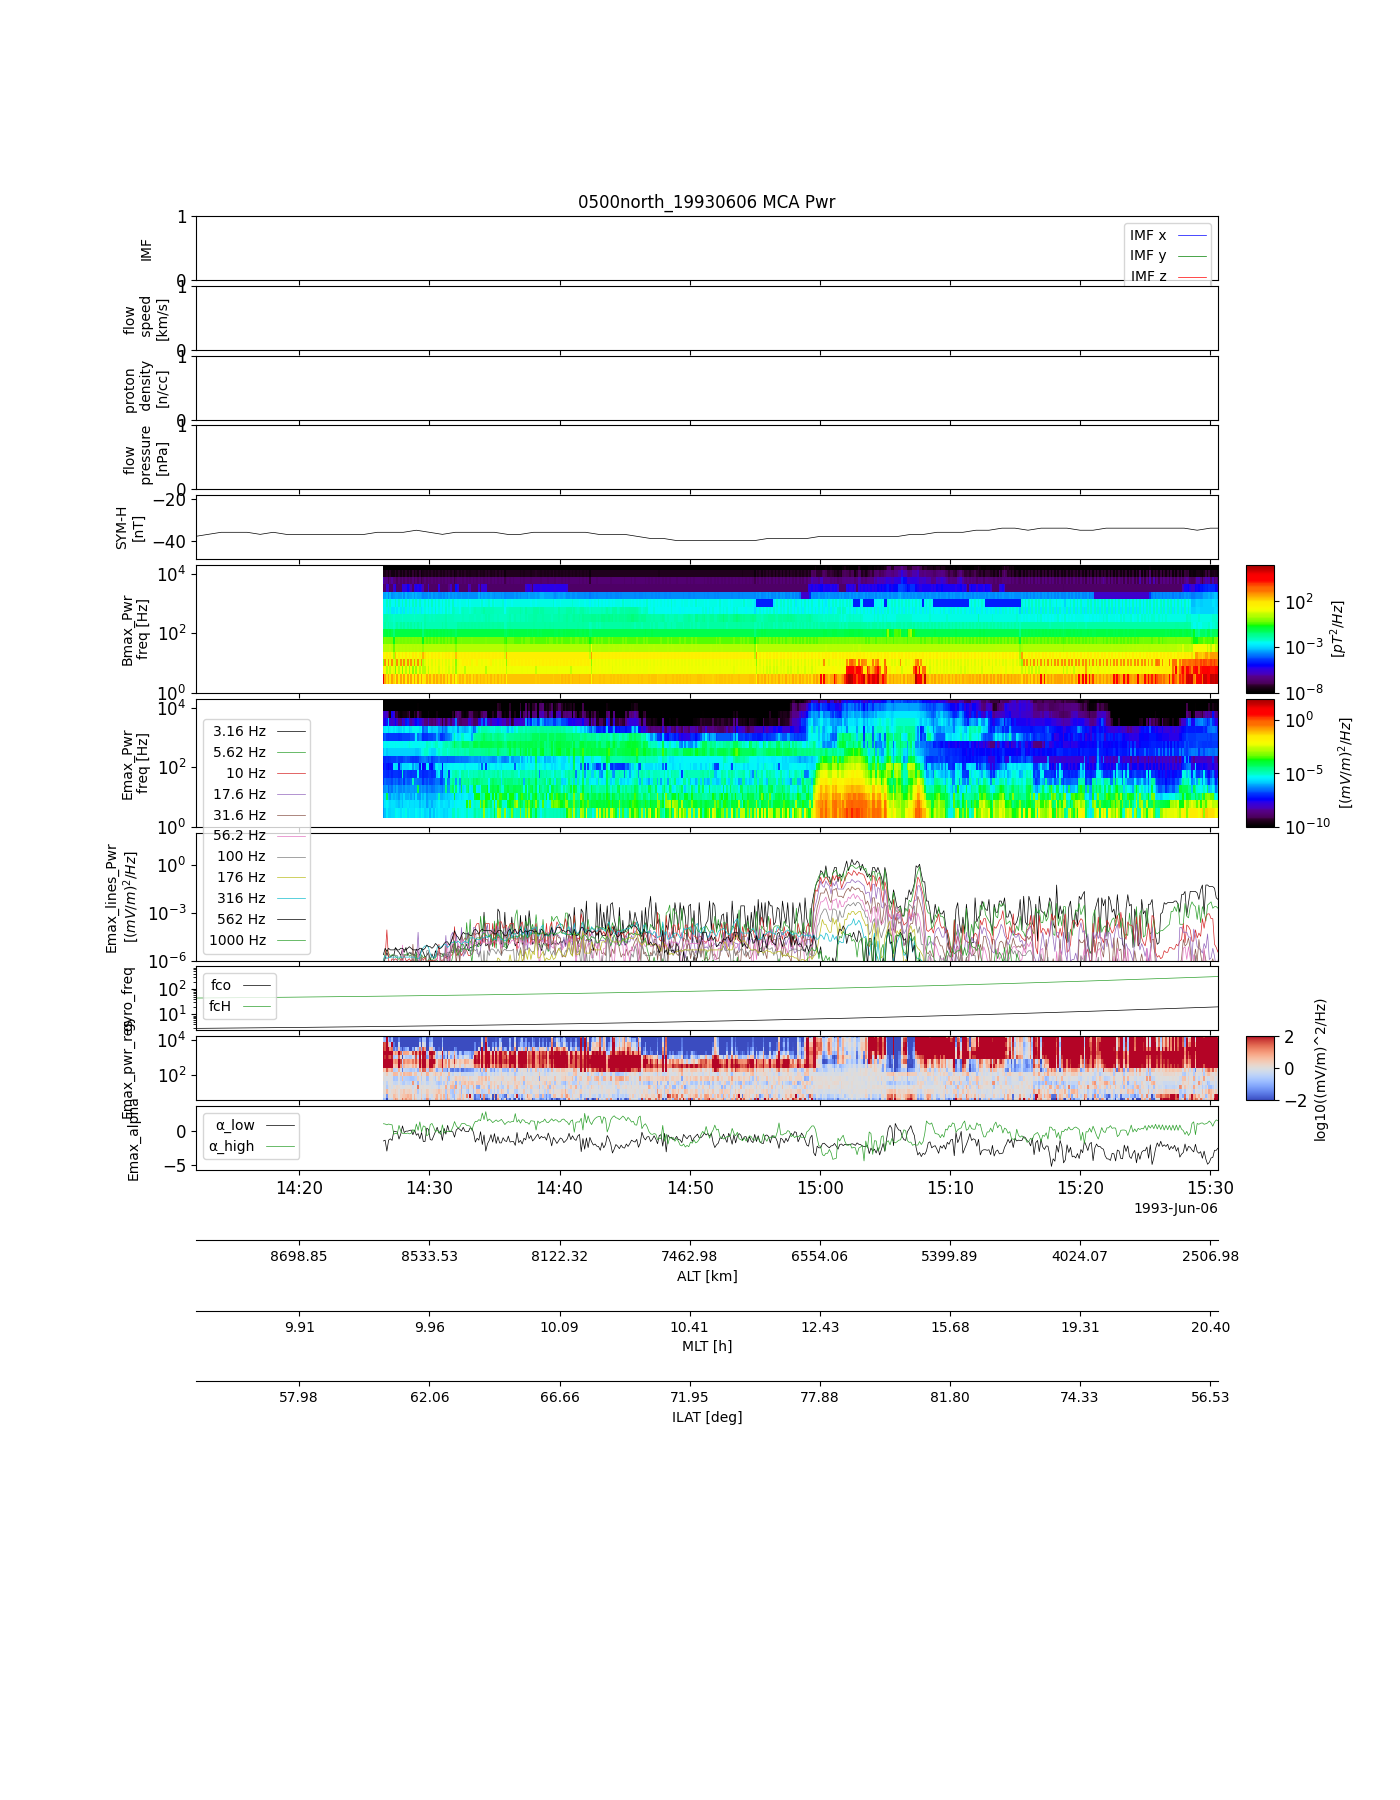 0500north_19930606 MCA Pwr
1
0
IMF
IMF x
IMF y
IMF z
1
0
flow
speed
[km/s]
1
0
proton
density
[n/cc]
1
0
flow
pressure
[nPa]
−20
−40
SYM-H
[nT]
10^4
10^2
10^0
Bmax_Pwr
freq [Hz]
10^2
10^−3
10^−8
[pT^2/Hz]
10^4
10^2
10^0
Emax_Pwr
freq [Hz]
10^0
10^−5
10^−10
[(mV/m)^2/Hz]
3.16 Hz
5.62 Hz
10 Hz
17.6 Hz
31.6 Hz
56.2 Hz
100 Hz
176 Hz
316 Hz
562 Hz
1000 Hz
10^0
10^−3
10^−6
Emax_lines_Pwr
[(mV/m)^2/Hz]
10^2
10^1
gyro_freq
fco
fcH
10^4
10^2
Emax_pwr_reg
2
0
−2
log10((mV/m)^2/Hz)
0
−5
Emax_alpha
α_low
α_high
14:20 14:30 14:40 14:50 15:00 15:10 15:20 15:30
1993-Jun-06
8698.85 8533.53 8122.32 7462.98 6554.06 5399.89 4024.07 2506.98
ALT [km]
9.91 9.96 10.09 10.41 12.43 15.68 19.31 20.40
MLT [h]
57.98 62.06 66.66 71.95 77.88 81.80 74.33 56.53
ILAT [deg]